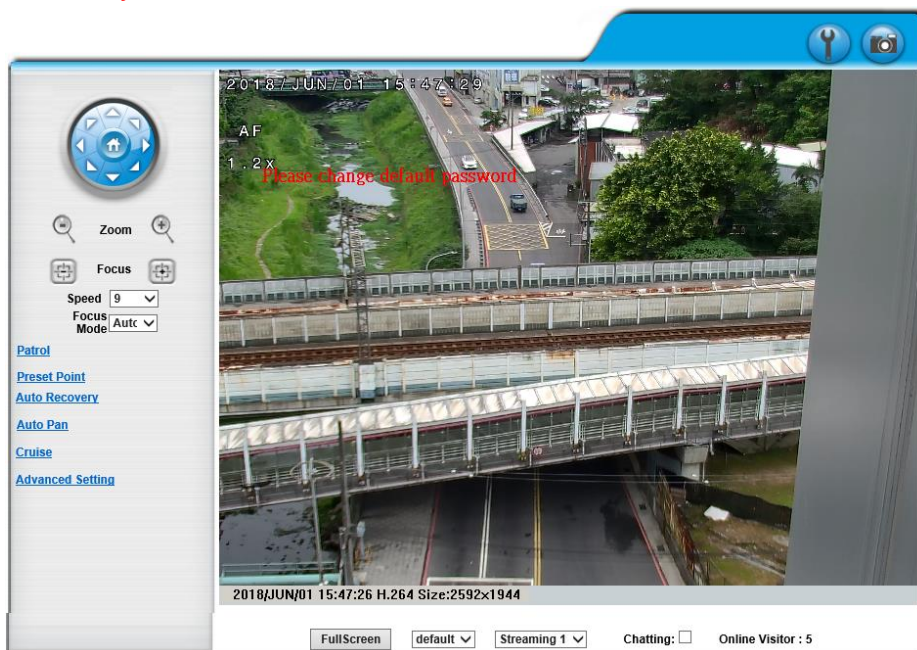 2018/JUN/01 15:47:29
AF
1.2x
Please change default password
Zoom
Focus
Speed 9
Focus Mode Auto
Patrol
Preset Point
Auto Recovery
Auto Pan
Cruise
Advanced Setting
09
2018/JUN/01 15:47:26 H.264 Size:2592x1944
FullScreen default Streaming 1 Chatting: Online Visitor : 5